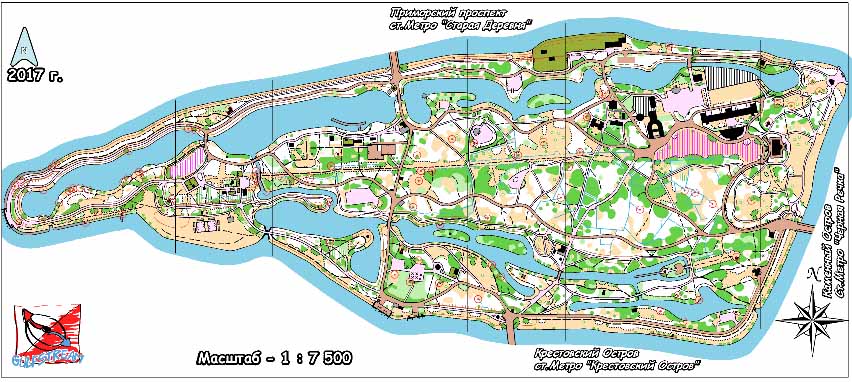 Приморский проспект
ст.Метро "Старая Деревня"
N
2017 г.
Каменный Остров
Ст.Метро "Черная Речка"
N
GULFSTREAM
Масштаб - 1 : 7 500
Крестовский Остров
ст.Метро "Крестовский Остров"